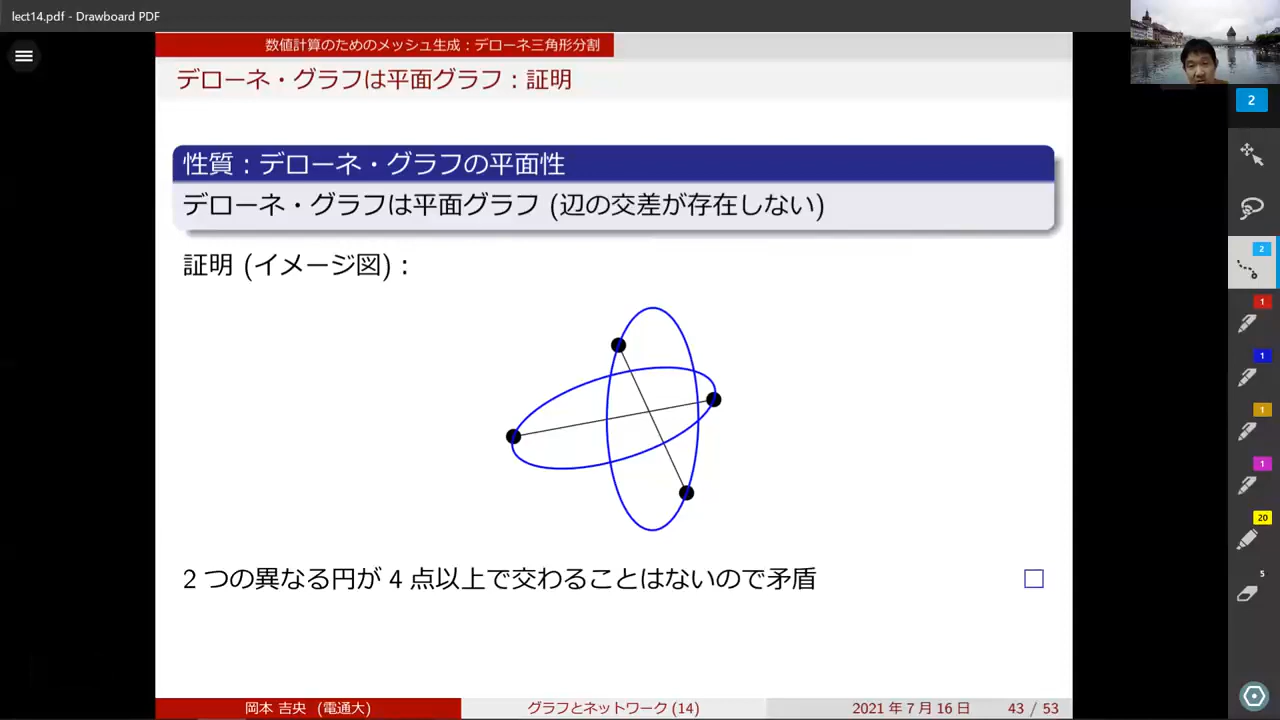 lect14.pdf - Drawboard PDF
数値計算のためのメッシュ生成：デローネ三角形分割
デローネ・グラフは平面グラフ：証明
性質：デローネ・グラフの平面性
デローネ・グラフは平面グラフ (辺の交差が存在しない)
証明 (イメージ図)：
2 つの異なる円が 4 点以上で交わることはないので矛盾
岡本 吉央 (電通大)
グラフとネットワーク (14)
2021 年 7 月 16 日
43 / 53
2
2
1
1
1
1
20
5